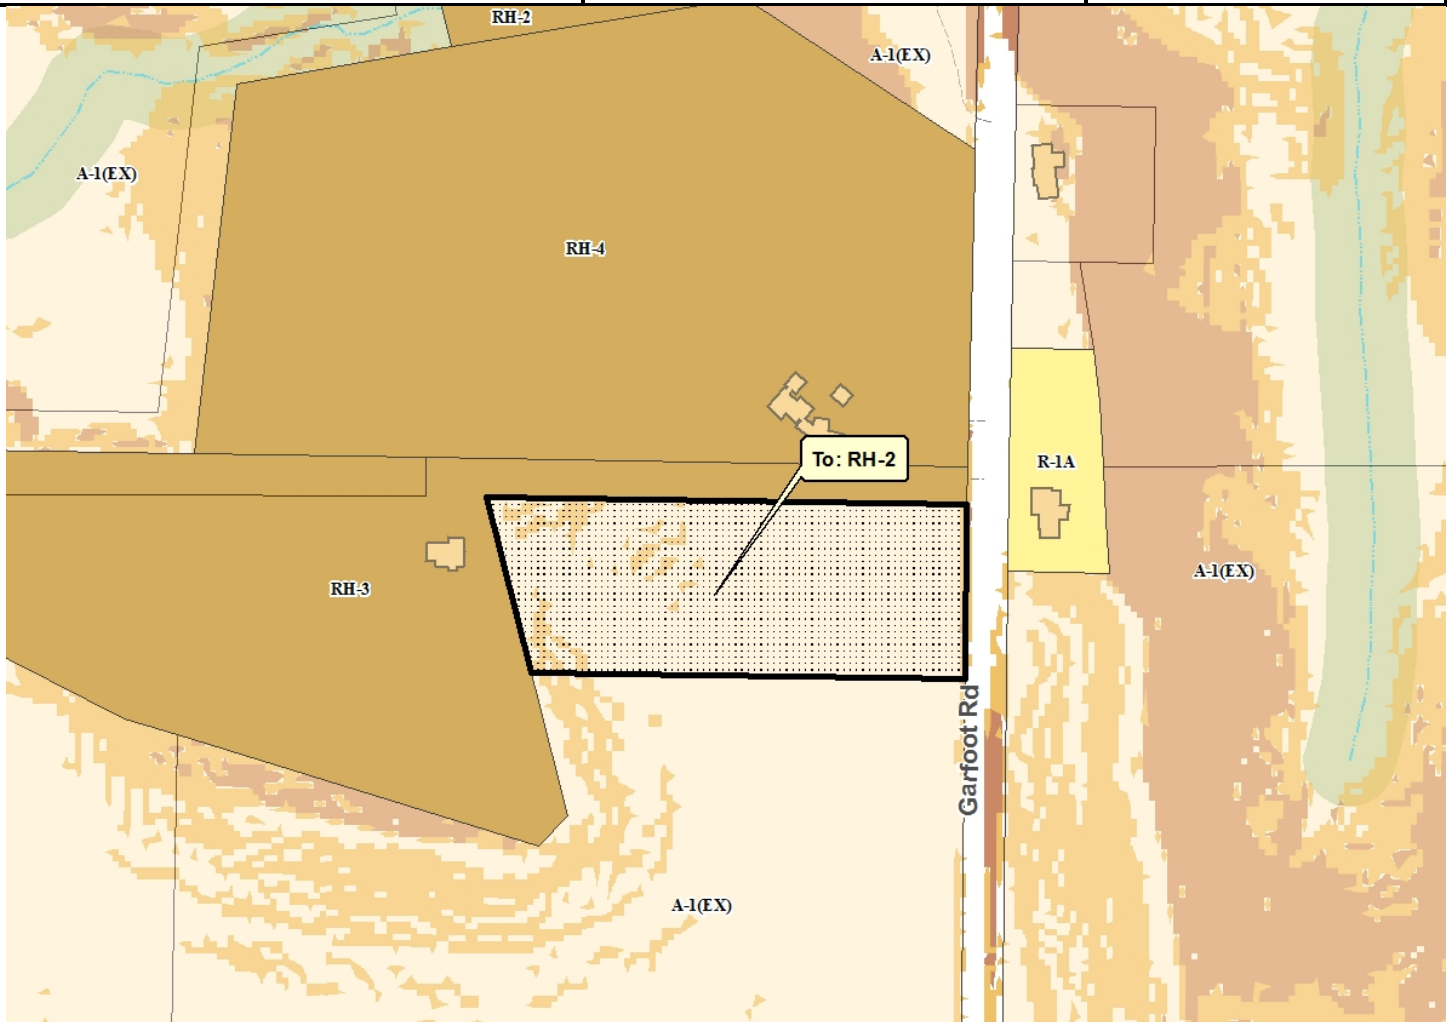 RH-2
A-1(EX)
A-1(EX)
RH-4
To: RH-2
R-1A
A-1(EX)
RH-3
Garfoot Rd
A-1(EX)